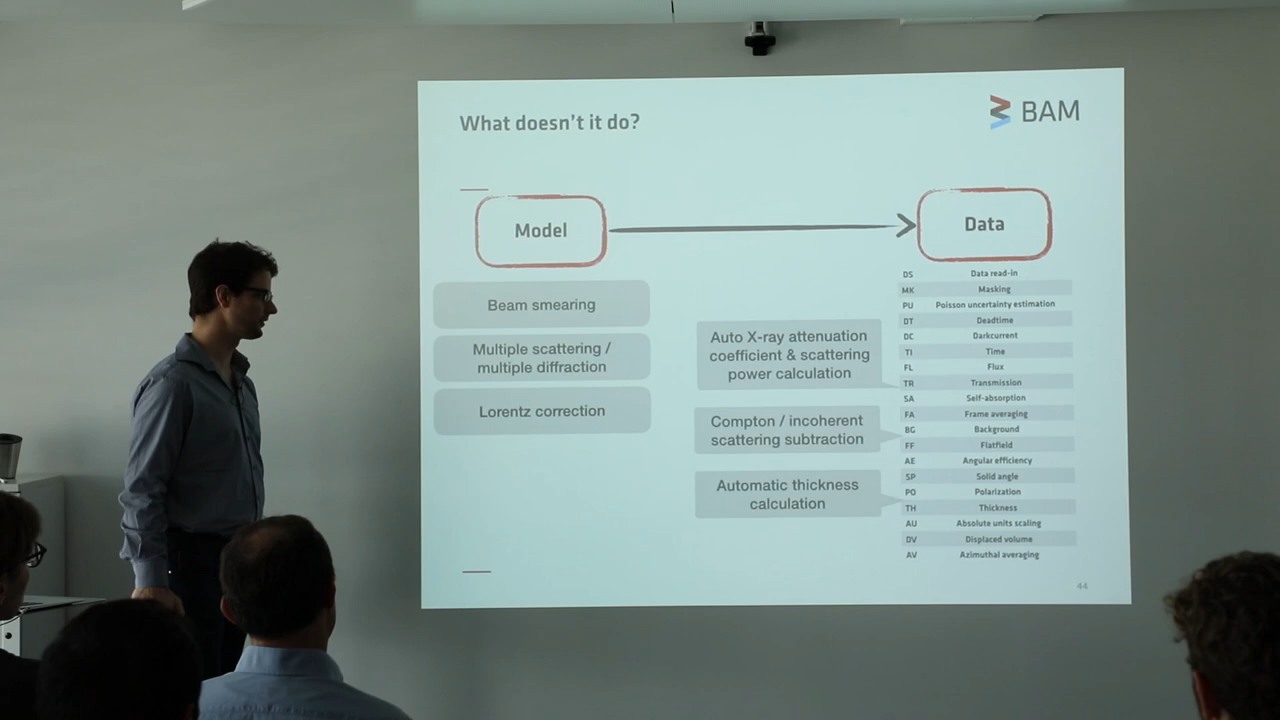 What doesn't it do?
BAM
Model
Data
Beam smearing
Multiple scattering /
multiple diffraction
Lorentz correction
Auto X-ray attenuation
coefficient & scattering
power calculation
Compton / incoherent
scattering subtraction
Automatic thickness
calculation
DS Data read-in
MK Masking
PU Poisson uncertainty estimation
DT Deadtime
DC Darkcurrent
TI Time
FL Flux
TR Transmission
SA Self-absorption
FA Frame averaging
BG Background
FF Flatfield
AE Angular efficiency
SP Solid angle
PO Polarization
TH Thickness
AU Absolute units scaling
DV Displaced volume
AV Azimuthal averaging
44